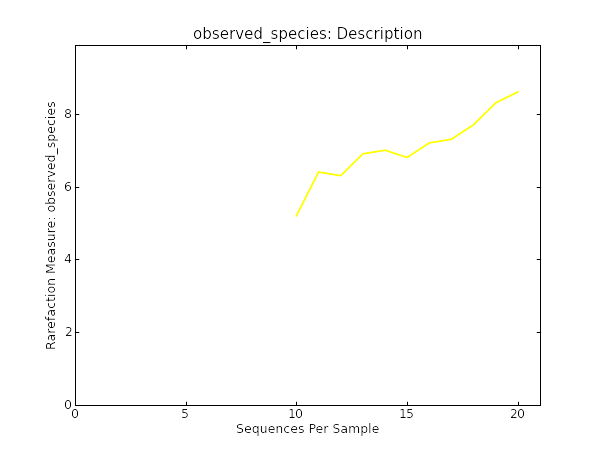 observed_species: Description
Rarefaction Measure: observed_species
8
6
4
2
0
0 5 10 15 20
Sequences Per Sample